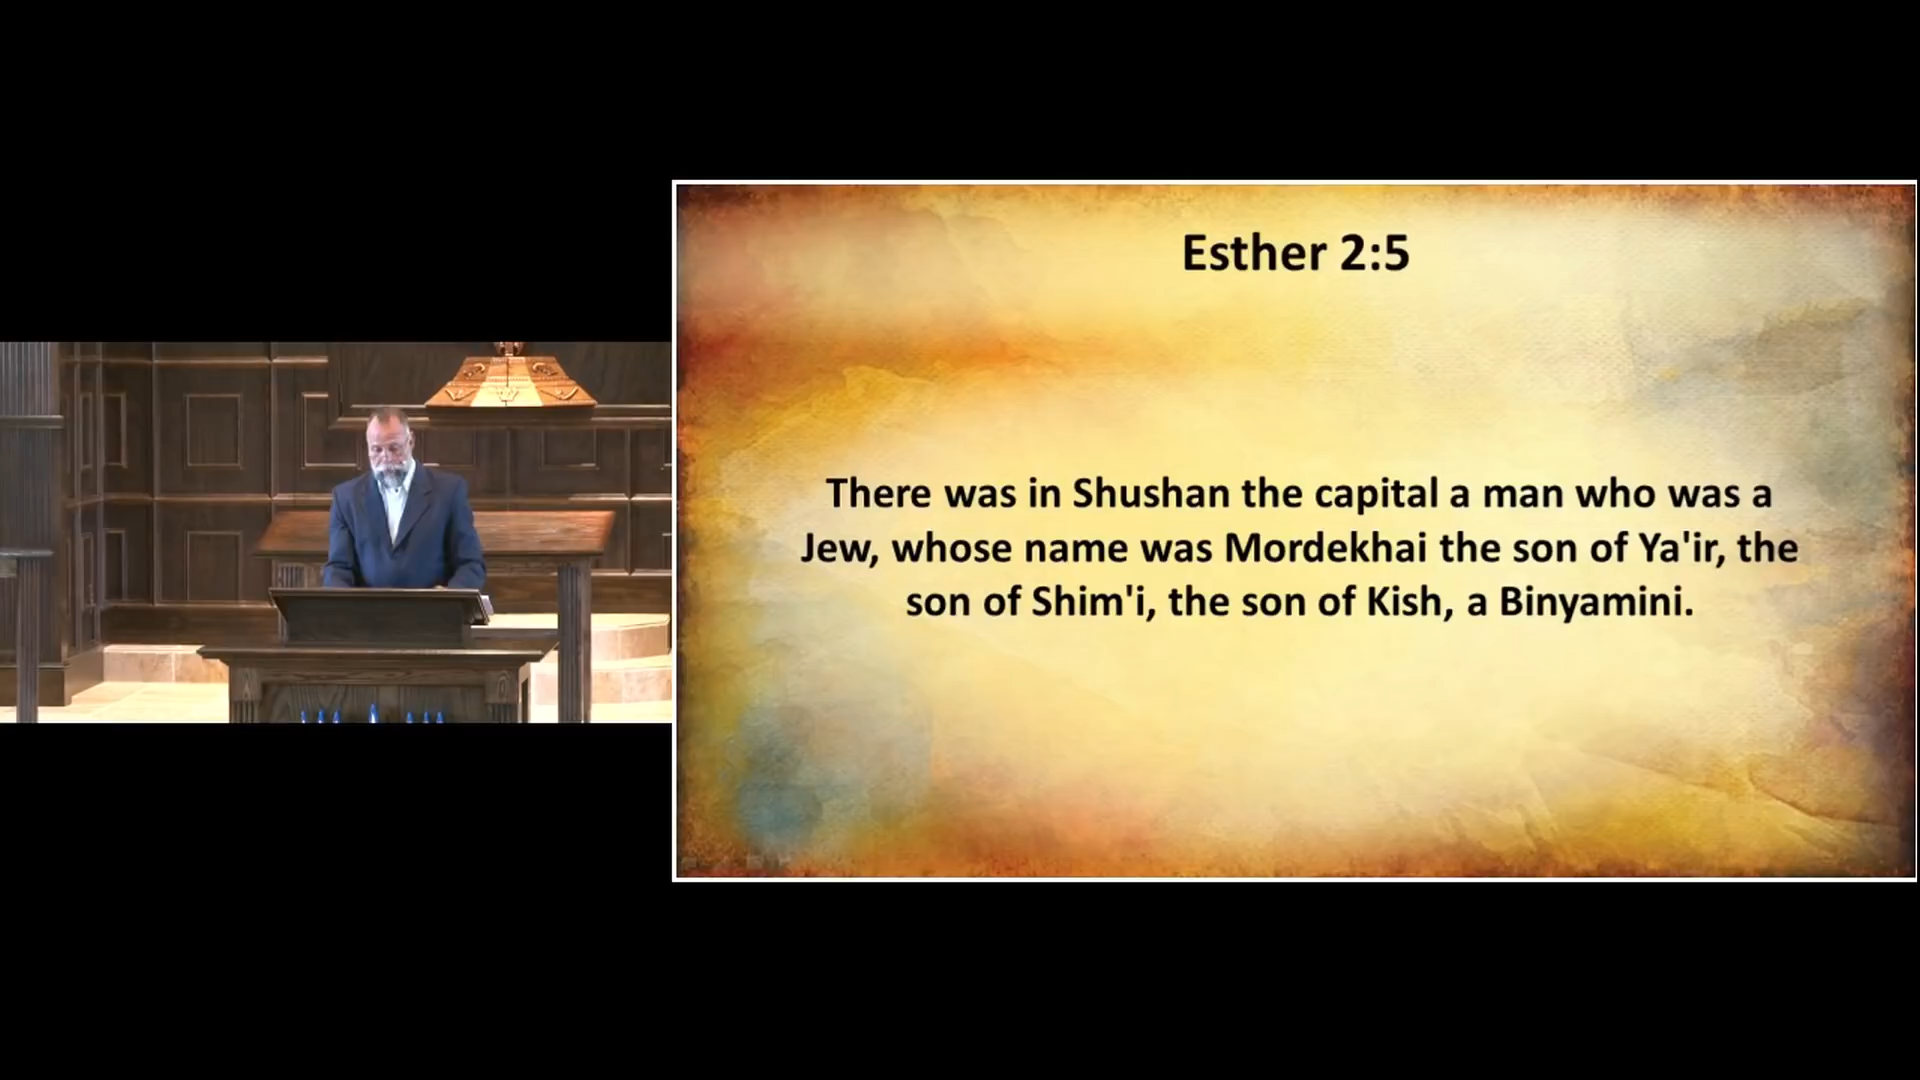 Esther 2:5
There was in Shushan the capital a man who was a
Jew, whose name was Mordekhai the son of Ya'ir, the
son of Shim'i, the son of Kish, a Binyamini.